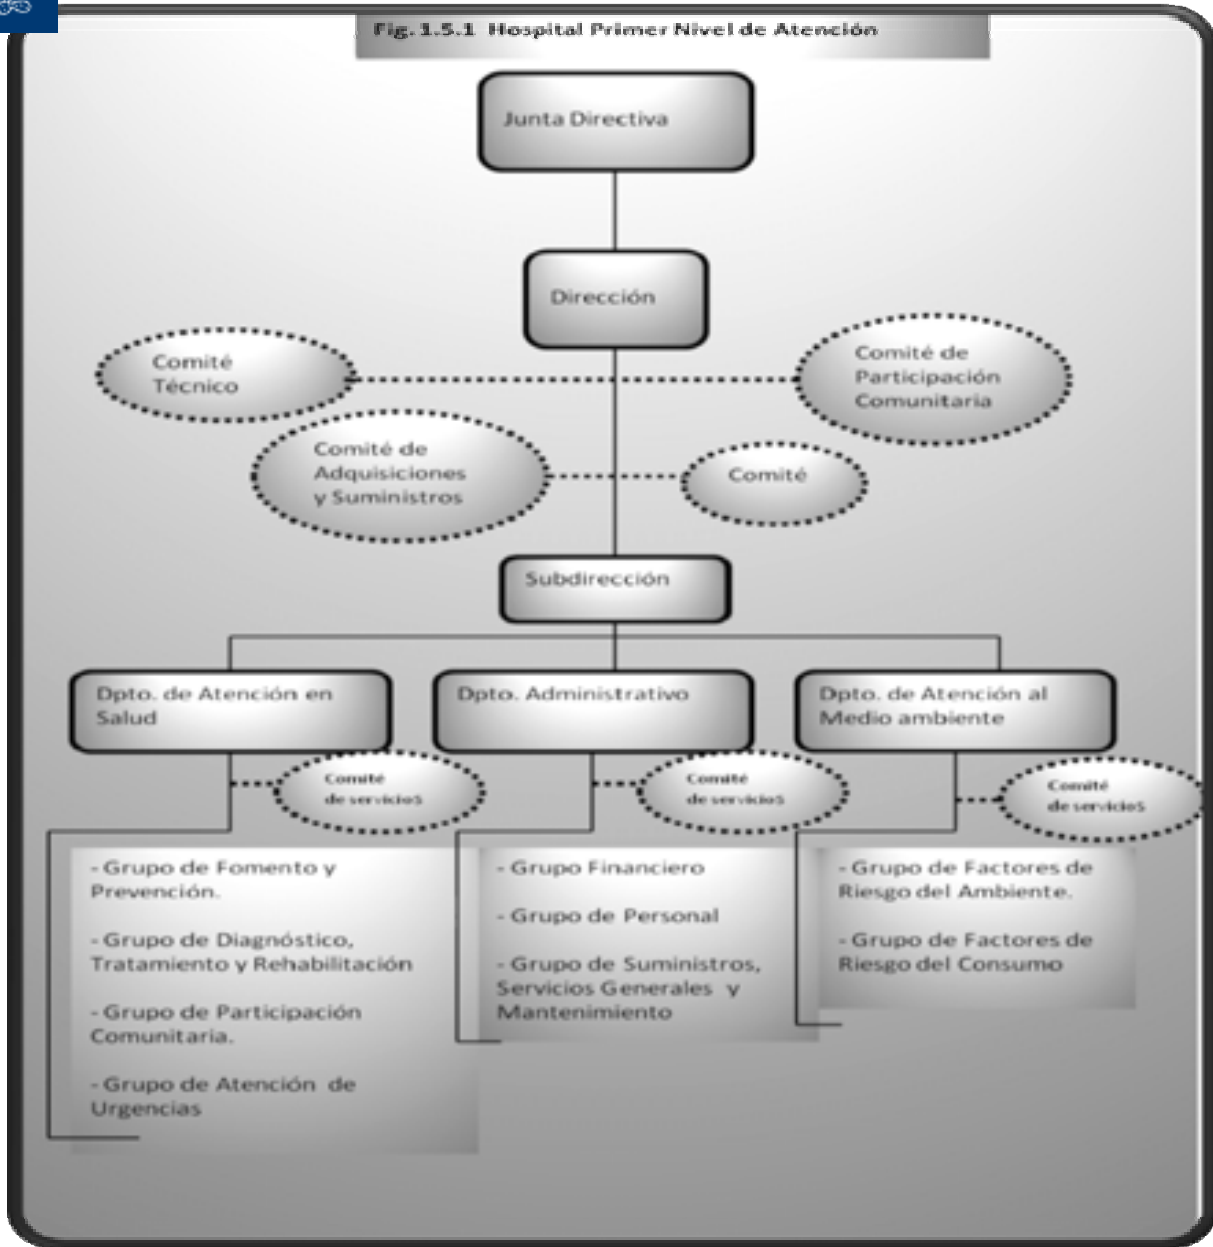 Fig. 1.5.1 Hospital Primer Nivel de Atención
Junta Directiva
Dirección
Comité
Técnico
Comité de
Participación
Comunitaria
Comité de
Adquisiciones
y Suministros
Comité
Subdirección
Dpto. de Atención en
Salud
Dpto. Administrativo
Dpto. de Atención al
Medio ambiente
Comité
de servicios
Comité
de servicios
Comité
de servicios
- Grupo de Fomento y
Prevención.
- Grupo de Diagnóstico,
Tratamiento y Rehabilitación
- Grupo de Participación
Comunitaria.
- Grupo de Atención de
Urgencias
- Grupo Financiero
- Grupo de Personal
- Grupo de Suministros,
Servicios Generales y
Mantenimiento
- Grupo de Factores de
Riesgo del Ambiente.
- Grupo de Factores de
Riesgo del Consumo